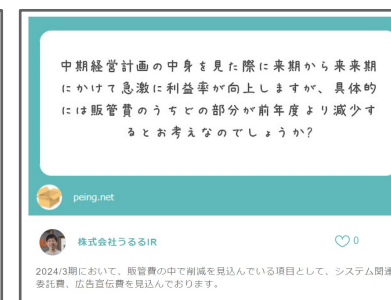 中期経営計画の中身を見た際に来期から来来期
にかけて急激に利益率が向上しますが、具体的
には販管費のうちどの部分が前年度より減少す
るとお考えなのでしょうか?
peing.net
株式会社うるるIR
0
2024/3期において、販管費の中で削減を見込んでいる項目として、システム関連
委託費、広告宣伝費を見込んでおります。